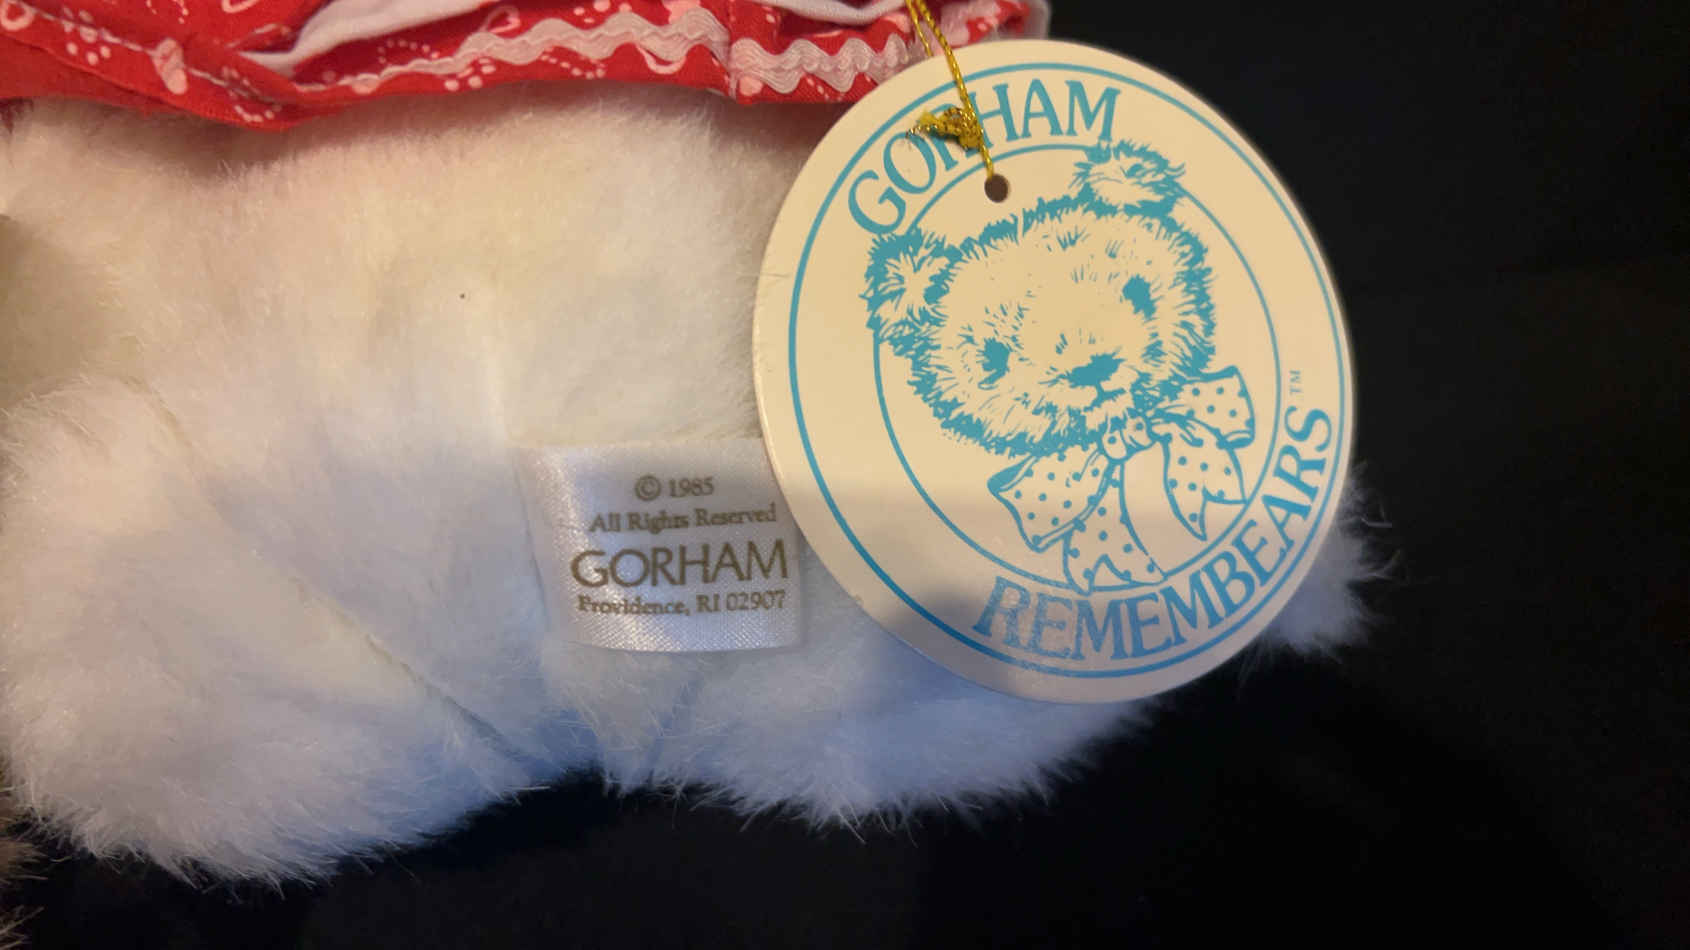 GORHAM
REMEMBEARS™
© 1985
All Rights Reserved
GORHAM
Providence, RI 02907